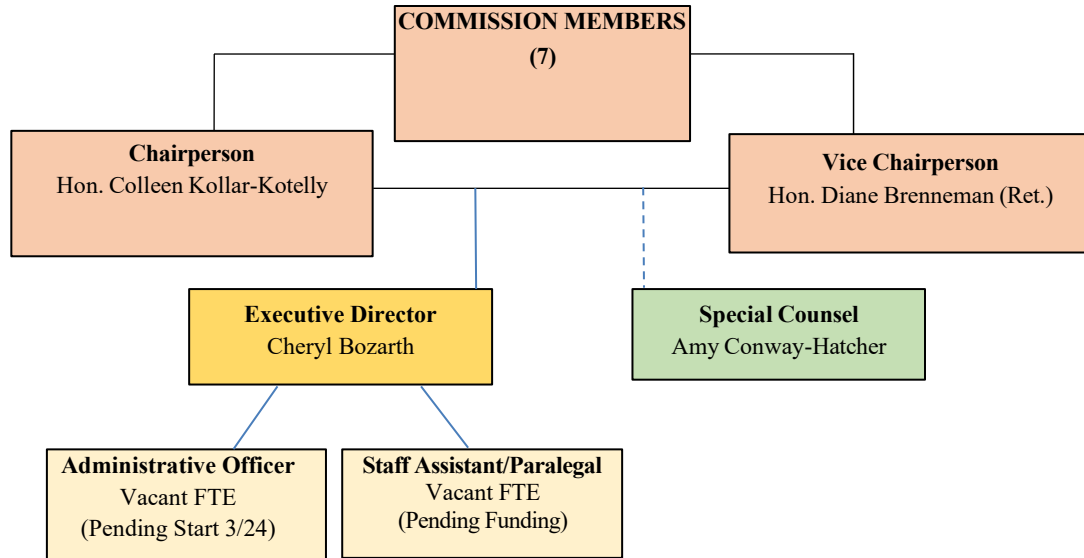 COMMISSION MEMBERS
(7)
Chairperson
Hon. Colleen Kollar-Kotelly
Vice Chairperson
Hon. Diane Brenneman (Ret.)
Executive Director
Cheryl Bozarth
Special Counsel
Amy Conway-Hatcher
Administrative Officer
Vacant FTE
(Pending Start 3/24)
Staff Assistant/Paralegal
Vacant FTE
(Pending Funding)